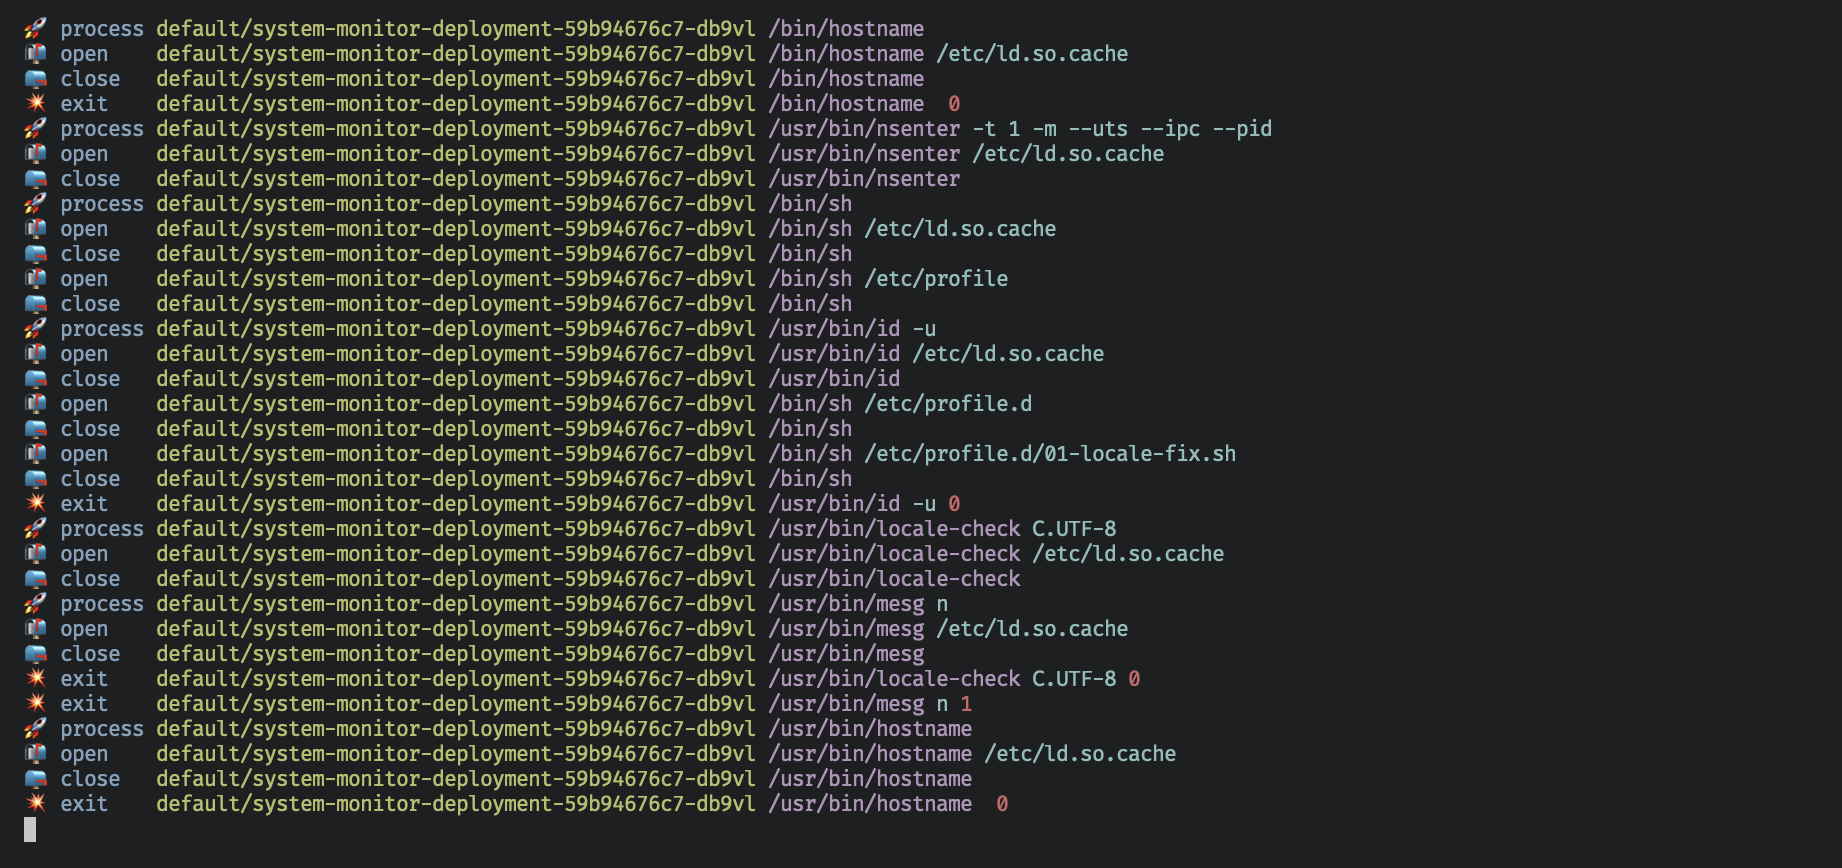 🚀 process default/system-monitor-deployment-59b94676c7-db9vl /bin/hostname
📬 open    default/system-monitor-deployment-59b94676c7-db9vl /bin/hostname /etc/ld.so.cache
📪 close   default/system-monitor-deployment-59b94676c7-db9vl /bin/hostname
💥 exit    default/system-monitor-deployment-59b94676c7-db9vl /bin/hostname  0
🚀 process default/system-monitor-deployment-59b94676c7-db9vl /usr/bin/nsenter -t 1 -m --uts --ipc --pid
📬 open    default/system-monitor-deployment-59b94676c7-db9vl /usr/bin/nsenter /etc/ld.so.cache
📪 close   default/system-monitor-deployment-59b94676c7-db9vl /usr/bin/nsenter
🚀 process default/system-monitor-deployment-59b94676c7-db9vl /bin/sh
📬 open    default/system-monitor-deployment-59b94676c7-db9vl /bin/sh /etc/ld.so.cache
📪 close   default/system-monitor-deployment-59b94676c7-db9vl /bin/sh
📬 open    default/system-monitor-deployment-59b94676c7-db9vl /bin/sh /etc/profile
📪 close   default/system-monitor-deployment-59b94676c7-db9vl /bin/sh
🚀 process default/system-monitor-deployment-59b94676c7-db9vl /usr/bin/id -u
📬 open    default/system-monitor-deployment-59b94676c7-db9vl /usr/bin/id /etc/ld.so.cache
📪 close   default/system-monitor-deployment-59b94676c7-db9vl /usr/bin/id
📬 open    default/system-monitor-deployment-59b94676c7-db9vl /bin/sh /etc/profile.d
📪 close   default/system-monitor-deployment-59b94676c7-db9vl /bin/sh
📬 open    default/system-monitor-deployment-59b94676c7-db9vl /bin/sh /etc/profile.d/01-locale-fix.sh
📪 close   default/system-monitor-deployment-59b94676c7-db9vl /bin/sh
💥 exit    default/system-monitor-deployment-59b94676c7-db9vl /usr/bin/id -u 0
🚀 process default/system-monitor-deployment-59b94676c7-db9vl /usr/bin/locale-check C.UTF-8
📬 open    default/system-monitor-deployment-59b94676c7-db9vl /usr/bin/locale-check /etc/ld.so.cache
📪 close   default/system-monitor-deployment-59b94676c7-db9vl /usr/bin/locale-check
🚀 process default/system-monitor-deployment-59b94676c7-db9vl /usr/bin/mesg n
📬 open    default/system-monitor-deployment-59b94676c7-db9vl /usr/bin/mesg /etc/ld.so.cache
📪 close   default/system-monitor-deployment-59b94676c7-db9vl /usr/bin/mesg
💥 exit    default/system-monitor-deployment-59b94676c7-db9vl /usr/bin/locale-check C.UTF-8 0
💥 exit    default/system-monitor-deployment-59b94676c7-db9vl /usr/bin/mesg n 1
🚀 process default/system-monitor-deployment-59b94676c7-db9vl /usr/bin/hostname
📬 open    default/system-monitor-deployment-59b94676c7-db9vl /usr/bin/hostname /etc/ld.so.cache
📪 close   default/system-monitor-deployment-59b94676c7-db9vl /usr/bin/hostname
💥 exit    default/system-monitor-deployment-59b94676c7-db9vl /usr/bin/hostname  0